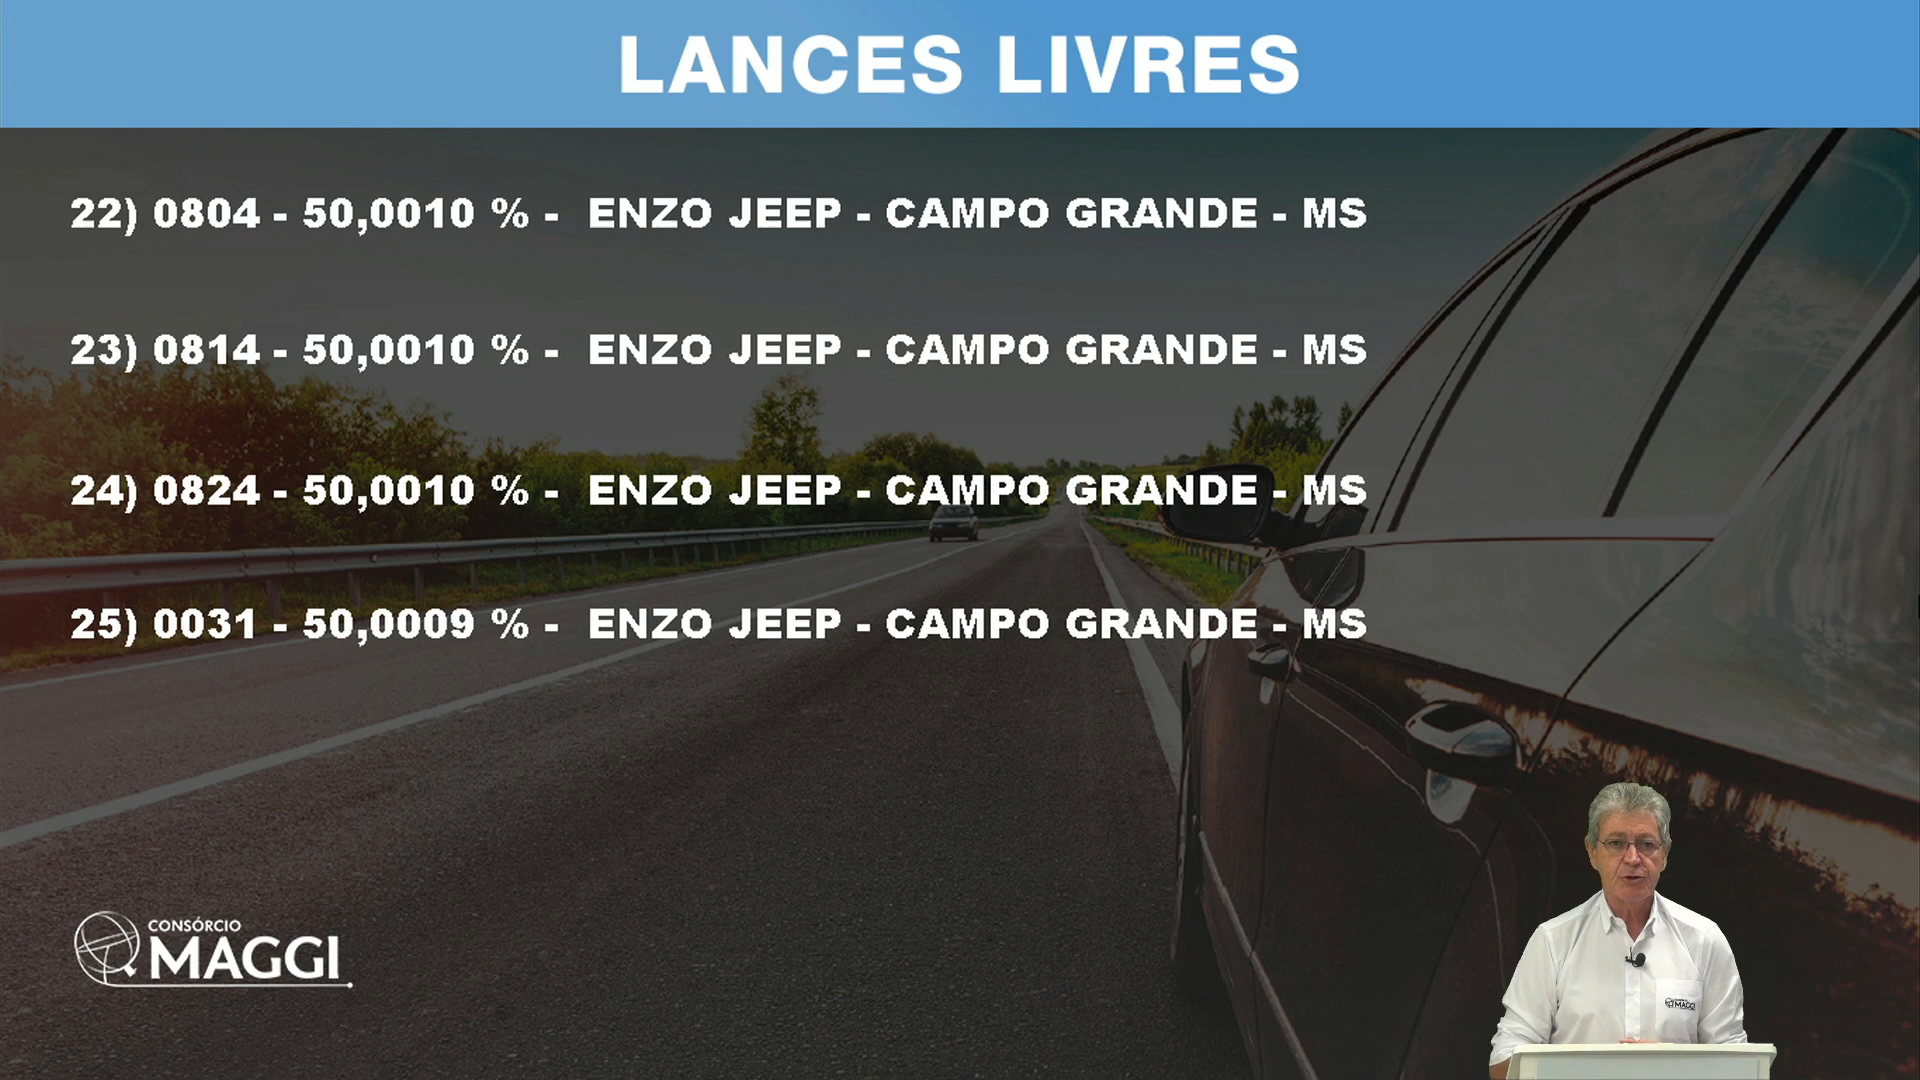 LANCES LIVRES
22) 0804 - 50,0010 % - ENZO JEEP - CAMPO GRANDE - MS
23) 0814 - 50,0010 % - ENZO JEEP - CAMPO GRANDE - MS
24) 0824 - 50,0010 % - ENZO JEEP - CAMPO GRANDE - MS
25) 0031 - 50,0009 % - ENZO JEEP - CAMPO GRANDE - MS
CONSÓRCIO
MAGGI
MAGGI